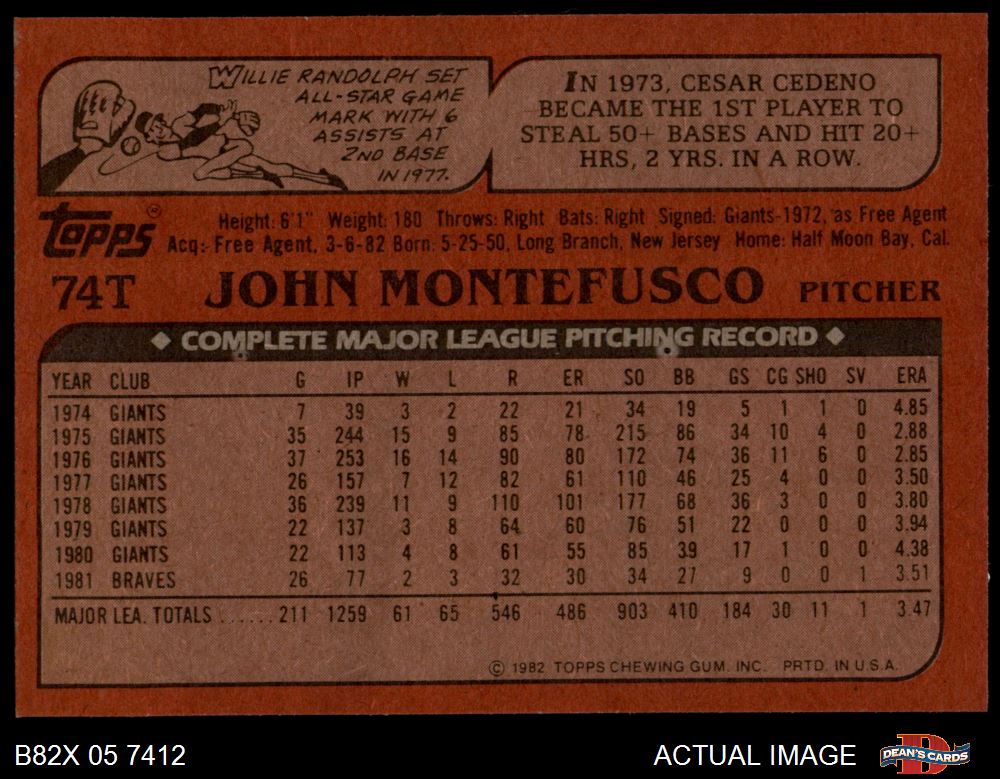 WILLIE RANDOLPH SET
ALL-STAR GAME
MARK WITH 6
ASSISTS AT
2ND BASE
IN 1977.
IN 1973, CESAR CEDENO
BECAME THE 1ST PLAYER TO
STEAL 50+ BASES AND HIT 20+
HRS, 2 YRS. IN A ROW.
Topps®
Height: 6'1" Weight: 180 Throws: Right Bats: Right Signed: Giants-1972, as Free Agent
Acq: Free Agent, 3-6-82 Born: 5-25-50, Long Branch, New Jersey Home: Half Moon Bay, Cal.
74T JOHN MONTEFUSCO PITCHER
◆ COMPLETE MAJOR LEAGUE PITCHING RECORD ◆
YEAR CLUB G IP W L R ER SO BB GS CG SHO SV ERA
1974 GIANTS 7 39 3 2 22 21 34 19 5 1 1 0 4.85
1975 GIANTS 35 244 15 9 85 78 215 86 34 10 4 0 2.88
1976 GIANTS 37 253 16 14 90 80 172 74 36 11 6 0 2.85
1977 GIANTS 26 157 7 12 82 61 110 46 25 4 0 0 3.50
1978 GIANTS 36 239 11 9 110 101 177 68 36 3 0 0 3.80
1979 GIANTS 22 137 3 8 64 60 76 51 22 0 0 0 3.94
1980 GIANTS 22 113 4 8 61 55 85 39 17 1 0 0 4.38
1981 BRAVES 26 77 2 3 32 30 34 27 9 0 0 1 3.51
MAJOR LEA. TOTALS ...... 211 1259 61 65 546 486 903 410 184 30 11 1 3.47
© 1982 TOPPS CHEWING GUM, INC. PRTD. IN U.S.A.
B82X 05 7412
ACTUAL IMAGE
DEAN'S CARDS